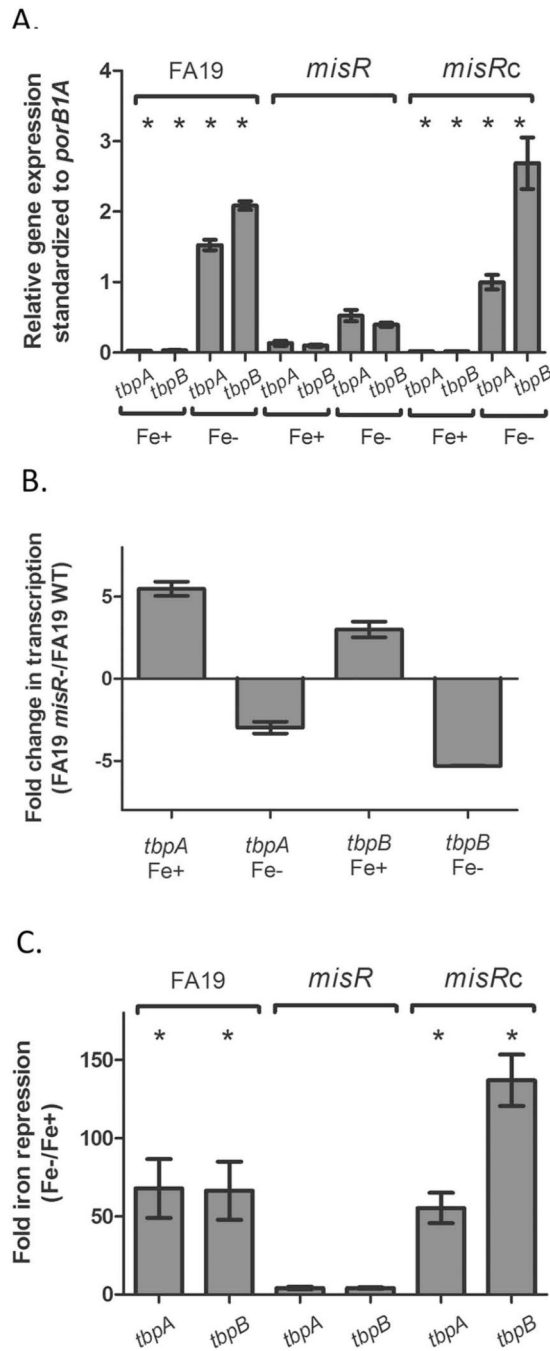 A.
FA19 misR misRc
* * * * * * * *
Relative gene expression
standardized to porB1A
4
3
2
1
0
tbpA tbpB tbpA tbpB tbpA tbpB tbpA tbpB tbpA tbpB tbpA tbpB
Fe+ Fe- Fe+ Fe- Fe+ Fe-
B.
Fold change in transcription
(FA19 misR-/FA19 WT)
5
0
-5
tbpA tbpA tbpB tbpB
Fe+ Fe- Fe+ Fe-
C.
FA19 misR misRc
* * * *
Fold iron repression
(Fe-/Fe+)
150
100
50
0
tbpA tbpB tbpA tbpB tbpA tbpB